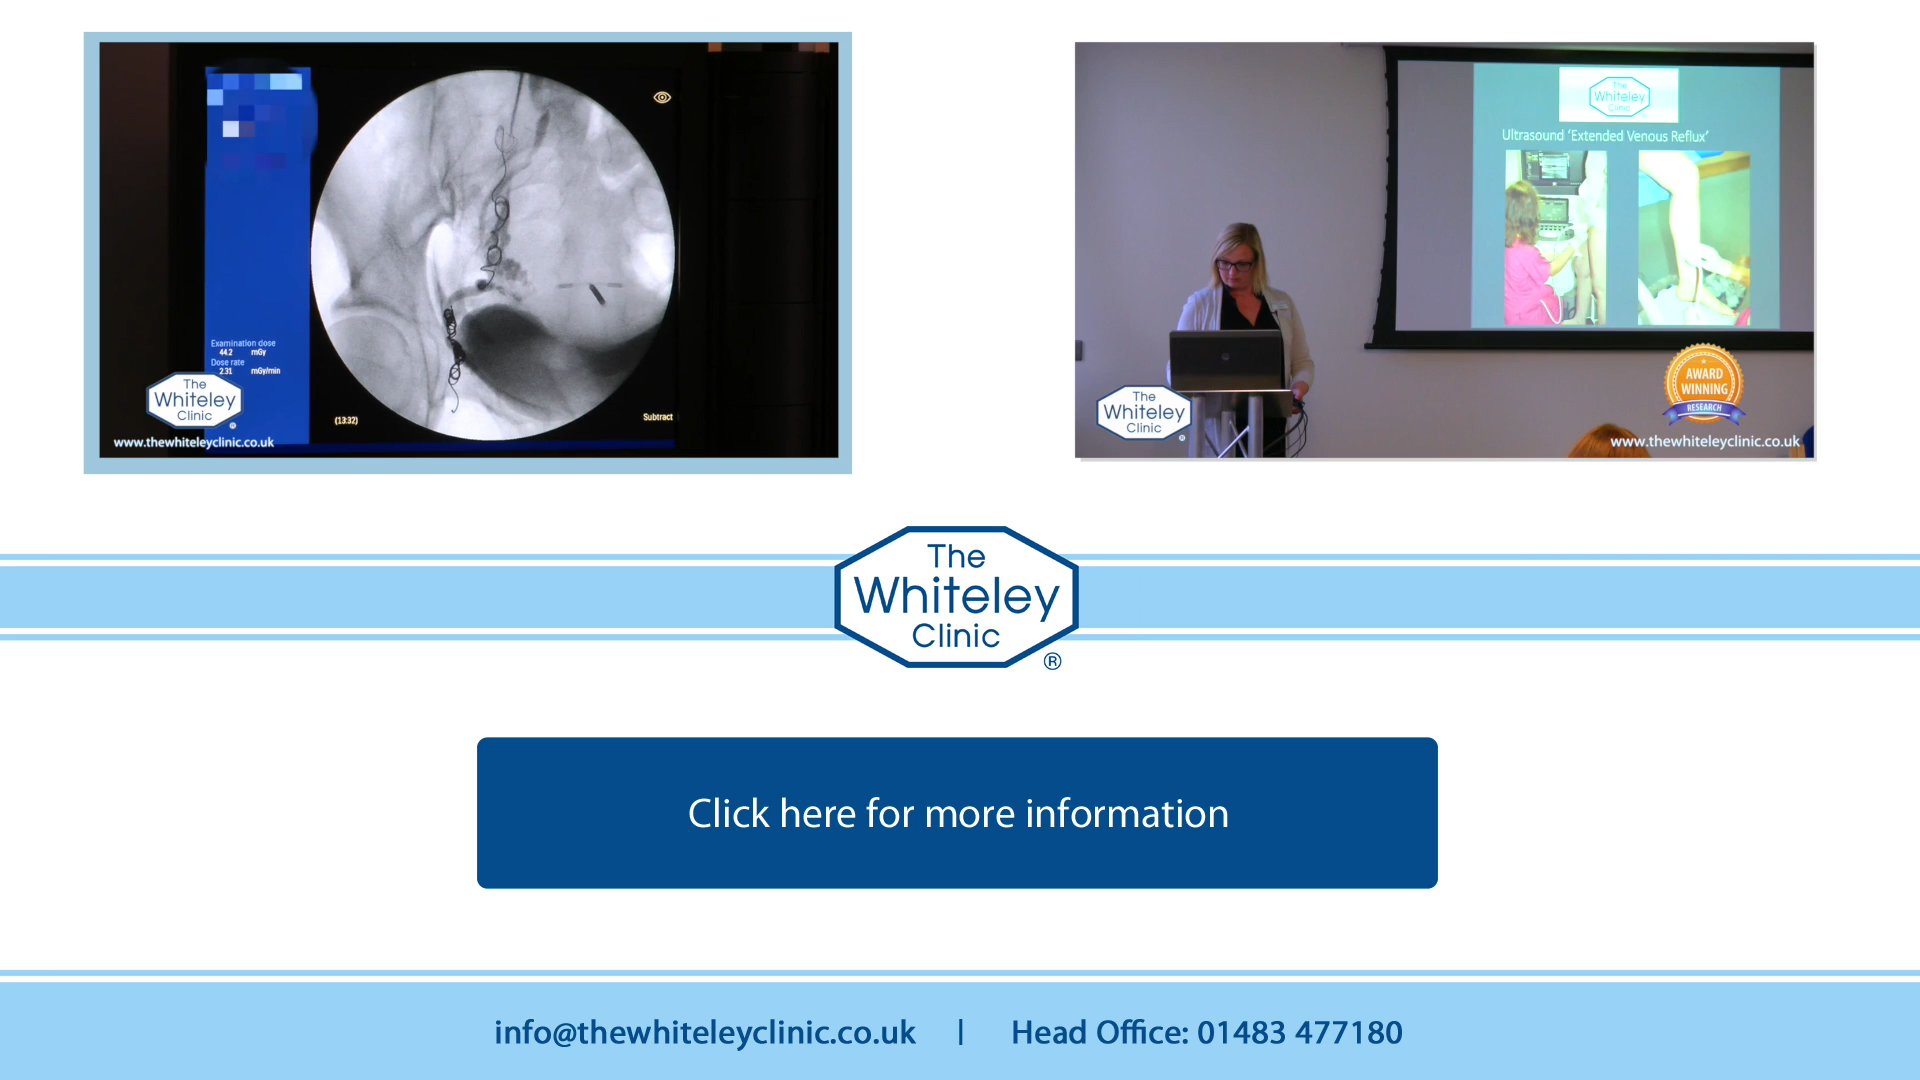 Examination dose
44.2 mGy
Dose rate
2.31 mGy/min
(13:32)
Subtract
The
Whiteley
Clinic
®
www.thewhiteleyclinic.co.uk
The
Whiteley
Clinic
Ultrasound ‘Extended Venous Reflux’
The
Whiteley
Clinic
®
AWARD
WINNING
RESEARCH
www.thewhiteleyclinic.co.uk
The
Whiteley
Clinic
®
Click here for more information
info@thewhiteleyclinic.co.uk | Head Office: 01483 477180